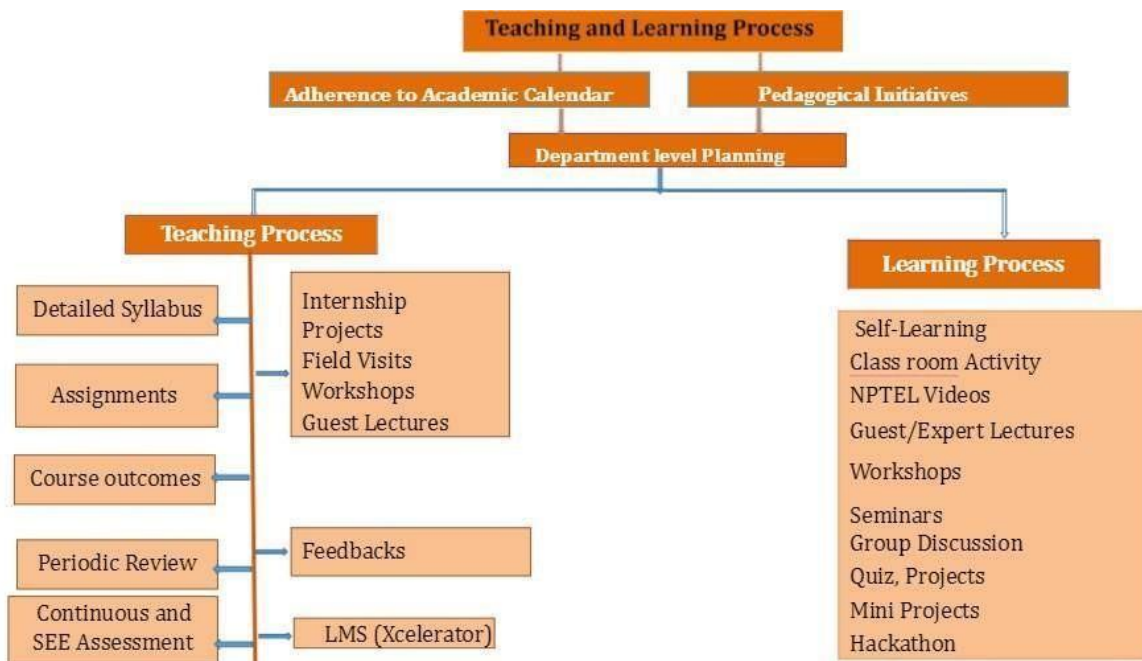 Teaching and Learning Process
Adherence to Academic Calendar
Pedagogical Initiatives
Department level Planning
Teaching Process
Learning Process
Detailed Syllabus
Assignments
Course outcomes
Periodic Review
Continuous and
SEE Assessment
Internship
Projects
Field Visits
Workshops
Guest Lectures
Feedbacks
LMS (Xcelerator)
Self-Learning
Class room Activity
NPTEL Videos
Guest/Expert Lectures
Workshops
Seminars
Group Discussion
Quiz, Projects
Mini Projects
Hackathon